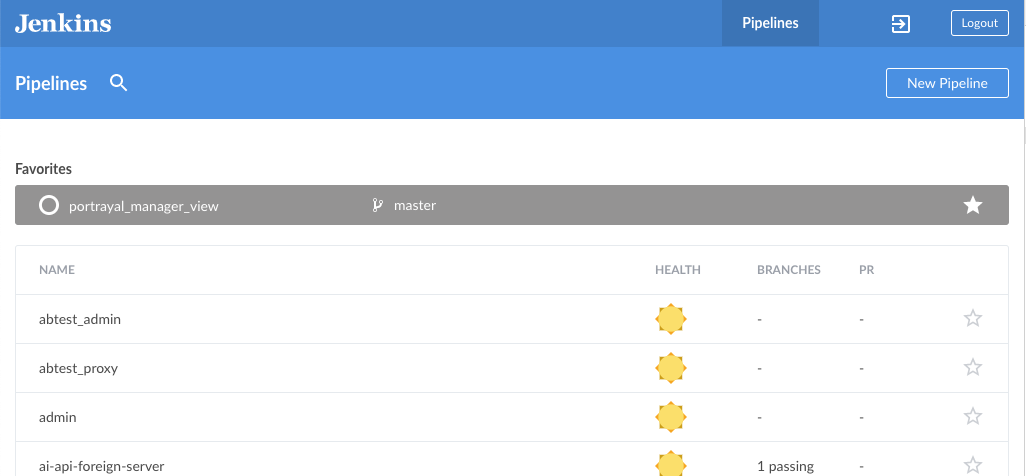 Jenkins Pipelines Logout
Pipelines New Pipeline
Favorites
portrayal_manager_view master
NAME HEALTH BRANCHES PR
abtest_admin - -
abtest_proxy - -
admin - -
ai-api-foreign-server 1 passing -